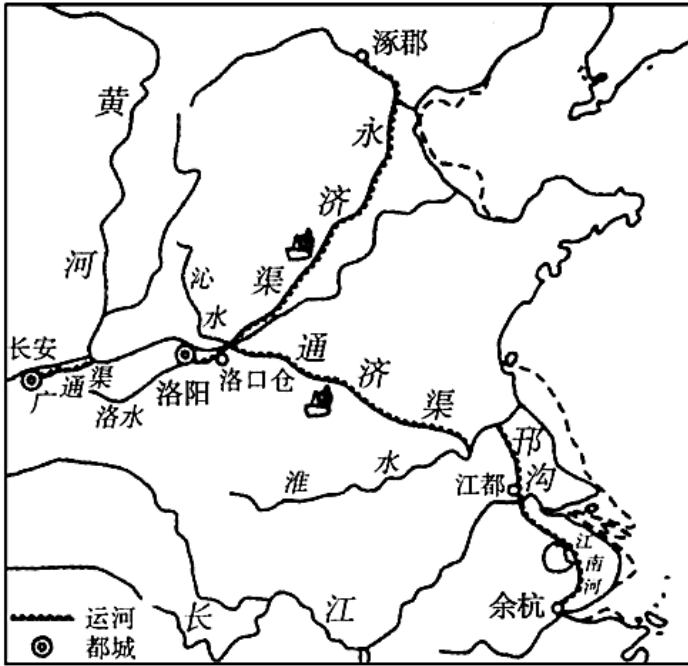 涿郡
黄河
永济渠
沁水
长安
广通渠
洛水
洛阳
洛口仓
通济渠
淮水
邗沟
江都
江南河
余杭
长江
运河
都城